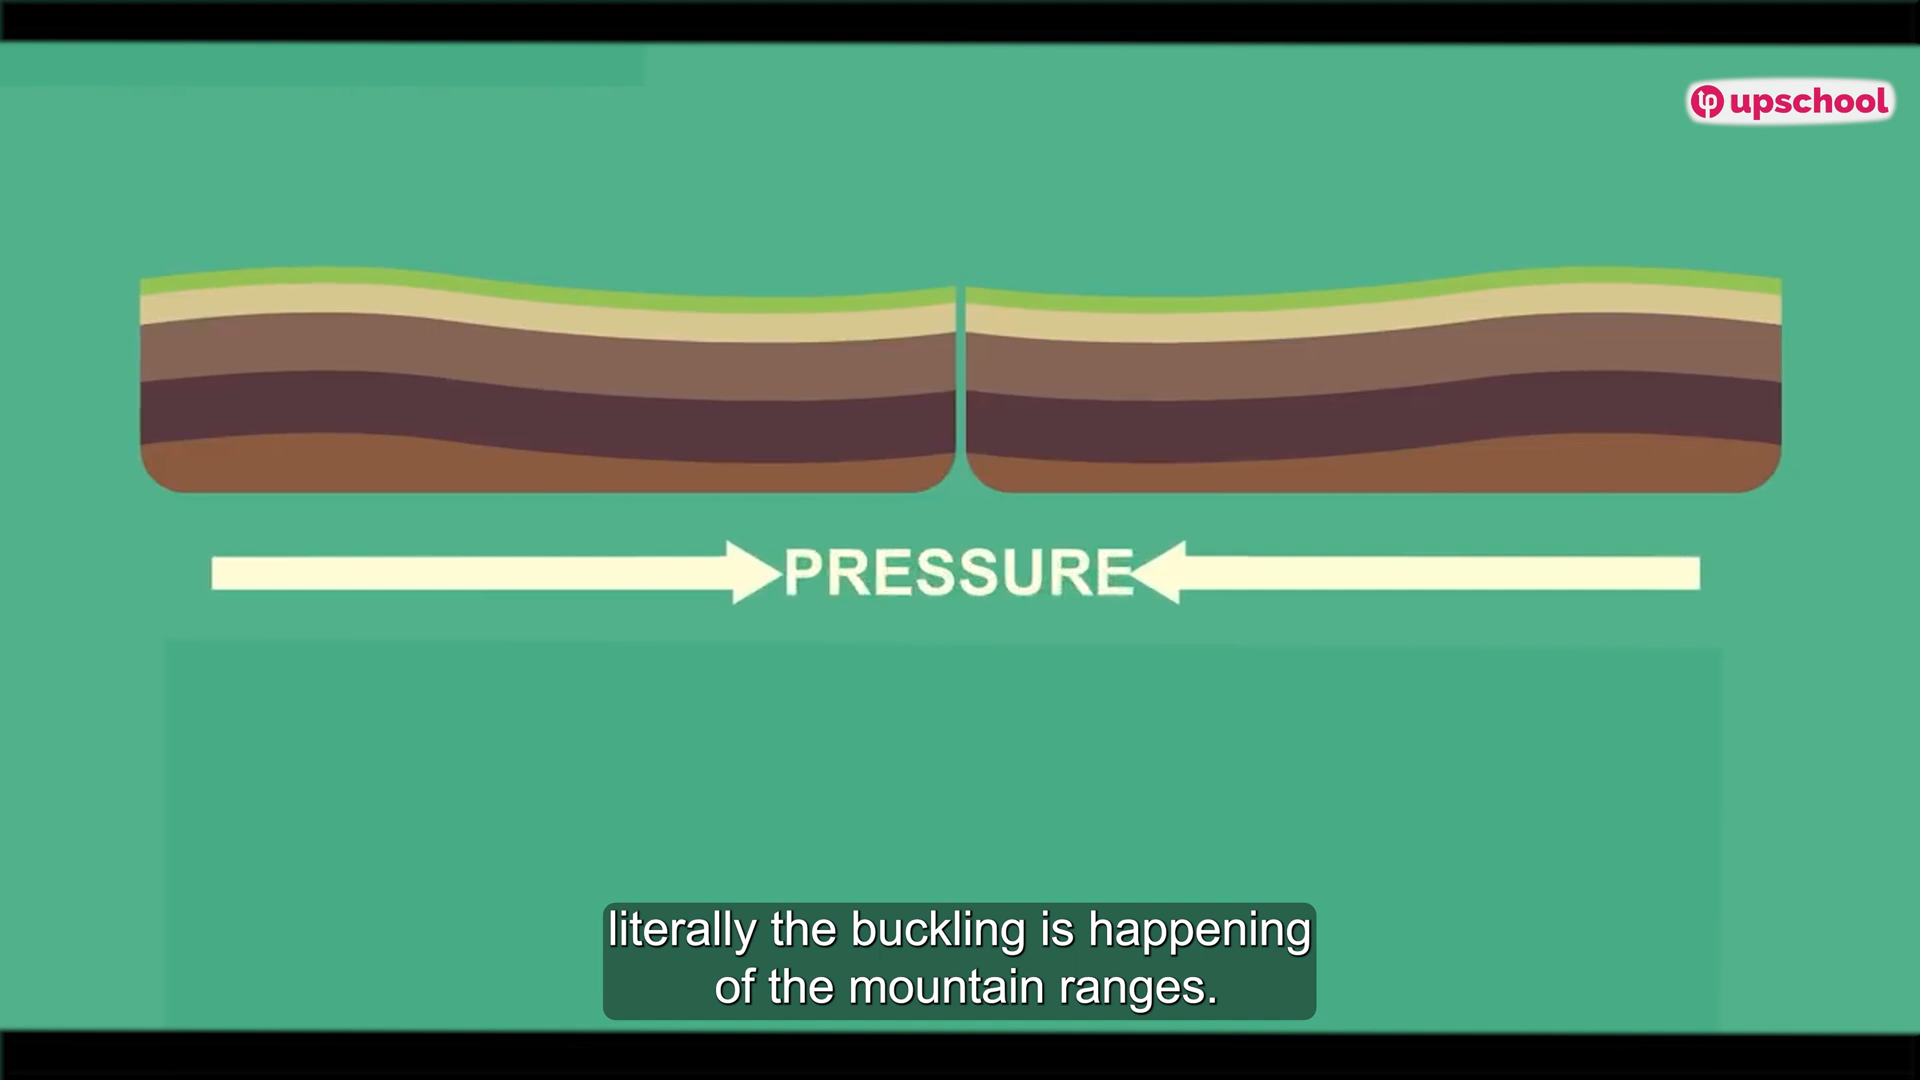 upschool
PRESSURE
literally the buckling is happening
of the mountain ranges.